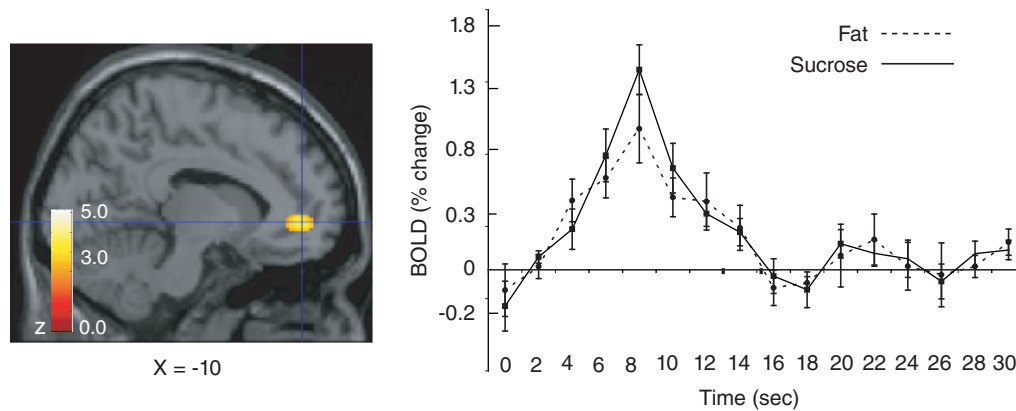 5.0
3.0
z 0.0
X = -10
1.8
1.3
0.8
0.3
0
-0.2
BOLD (% change)
Fat
Sucrose
0 2 4 6 8 10 12 14 16 18 20 22 24 26 28 30
Time (sec)